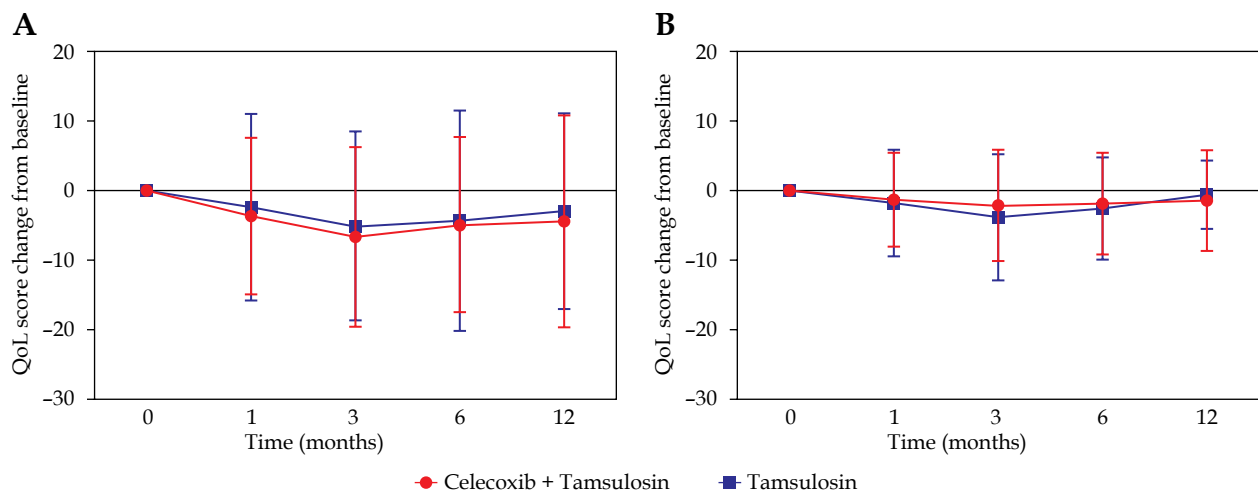 A
QoL score change from baseline
20
10
0
–10
–20
–30
0 1 3 6 12
Time (months)
B
QoL score change from baseline
20
10
0
–10
–20
–30
0 1 3 6 12
Time (months)
Celecoxib + Tamsulosin Tamsulosin